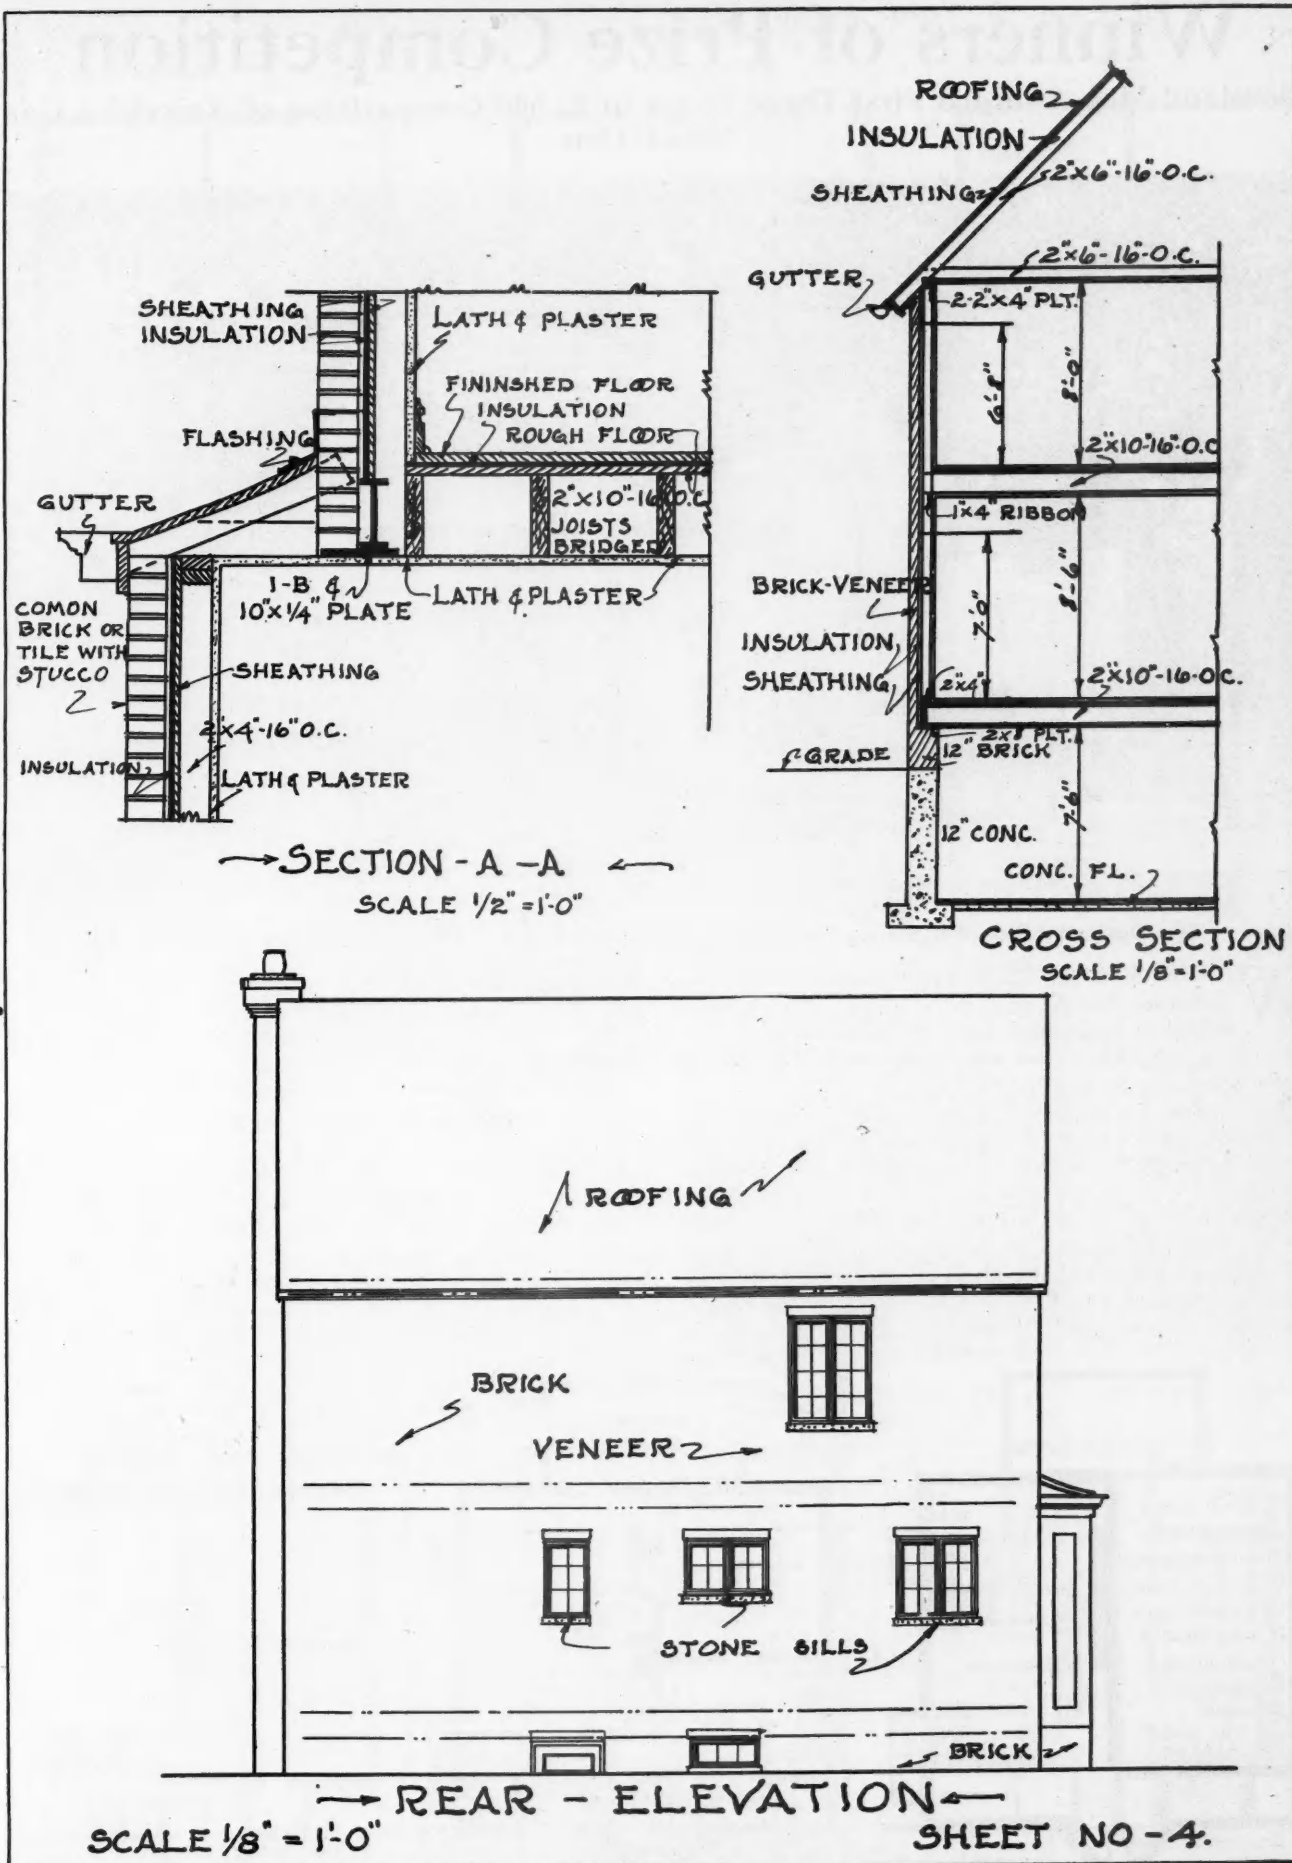 ROOFING
INSULATION
SHEATHING
2"x6"-16"-O.C.
2"x6"-16"-O.C.
GUTTER
2-2"x4" PLT.
6'-8"
8'-0"
2"x10"-16"-O.C
1"x4" RIBBON
BRICK-VENEER
7'-0"
8'-6"
INSULATION
SHEATHING
2"x4"
2"x10"-16-O.C.
2x8 PLT.
GRADE
12" BRICK
7'-6"
12" CONC.
CONC. FL.
CROSS SECTION
SCALE 1/8"=1'-0"
SHEATHING
INSULATION
LATH & PLASTER
FININSHED FLOOR
INSULATION
ROUGH FLOOR
FLASHING
GUTTER
2"x10"-16"O.C.
JOISTS
BRIDGED
1-B &
10"x1/4" PLATE
LATH & PLASTER
COMON
BRICK OR
TILE WITH
STUCCO
SHEATHING
2"x4"-16"O.C.
INSULATION
LATH & PLASTER
SECTION - A - A
SCALE 1/2"=1'-0"
ROOFING
BRICK
VENEER
STONE SILLS
BRICK
REAR - ELEVATION
SCALE 1/8" = 1'-0"
SHEET NO-4.